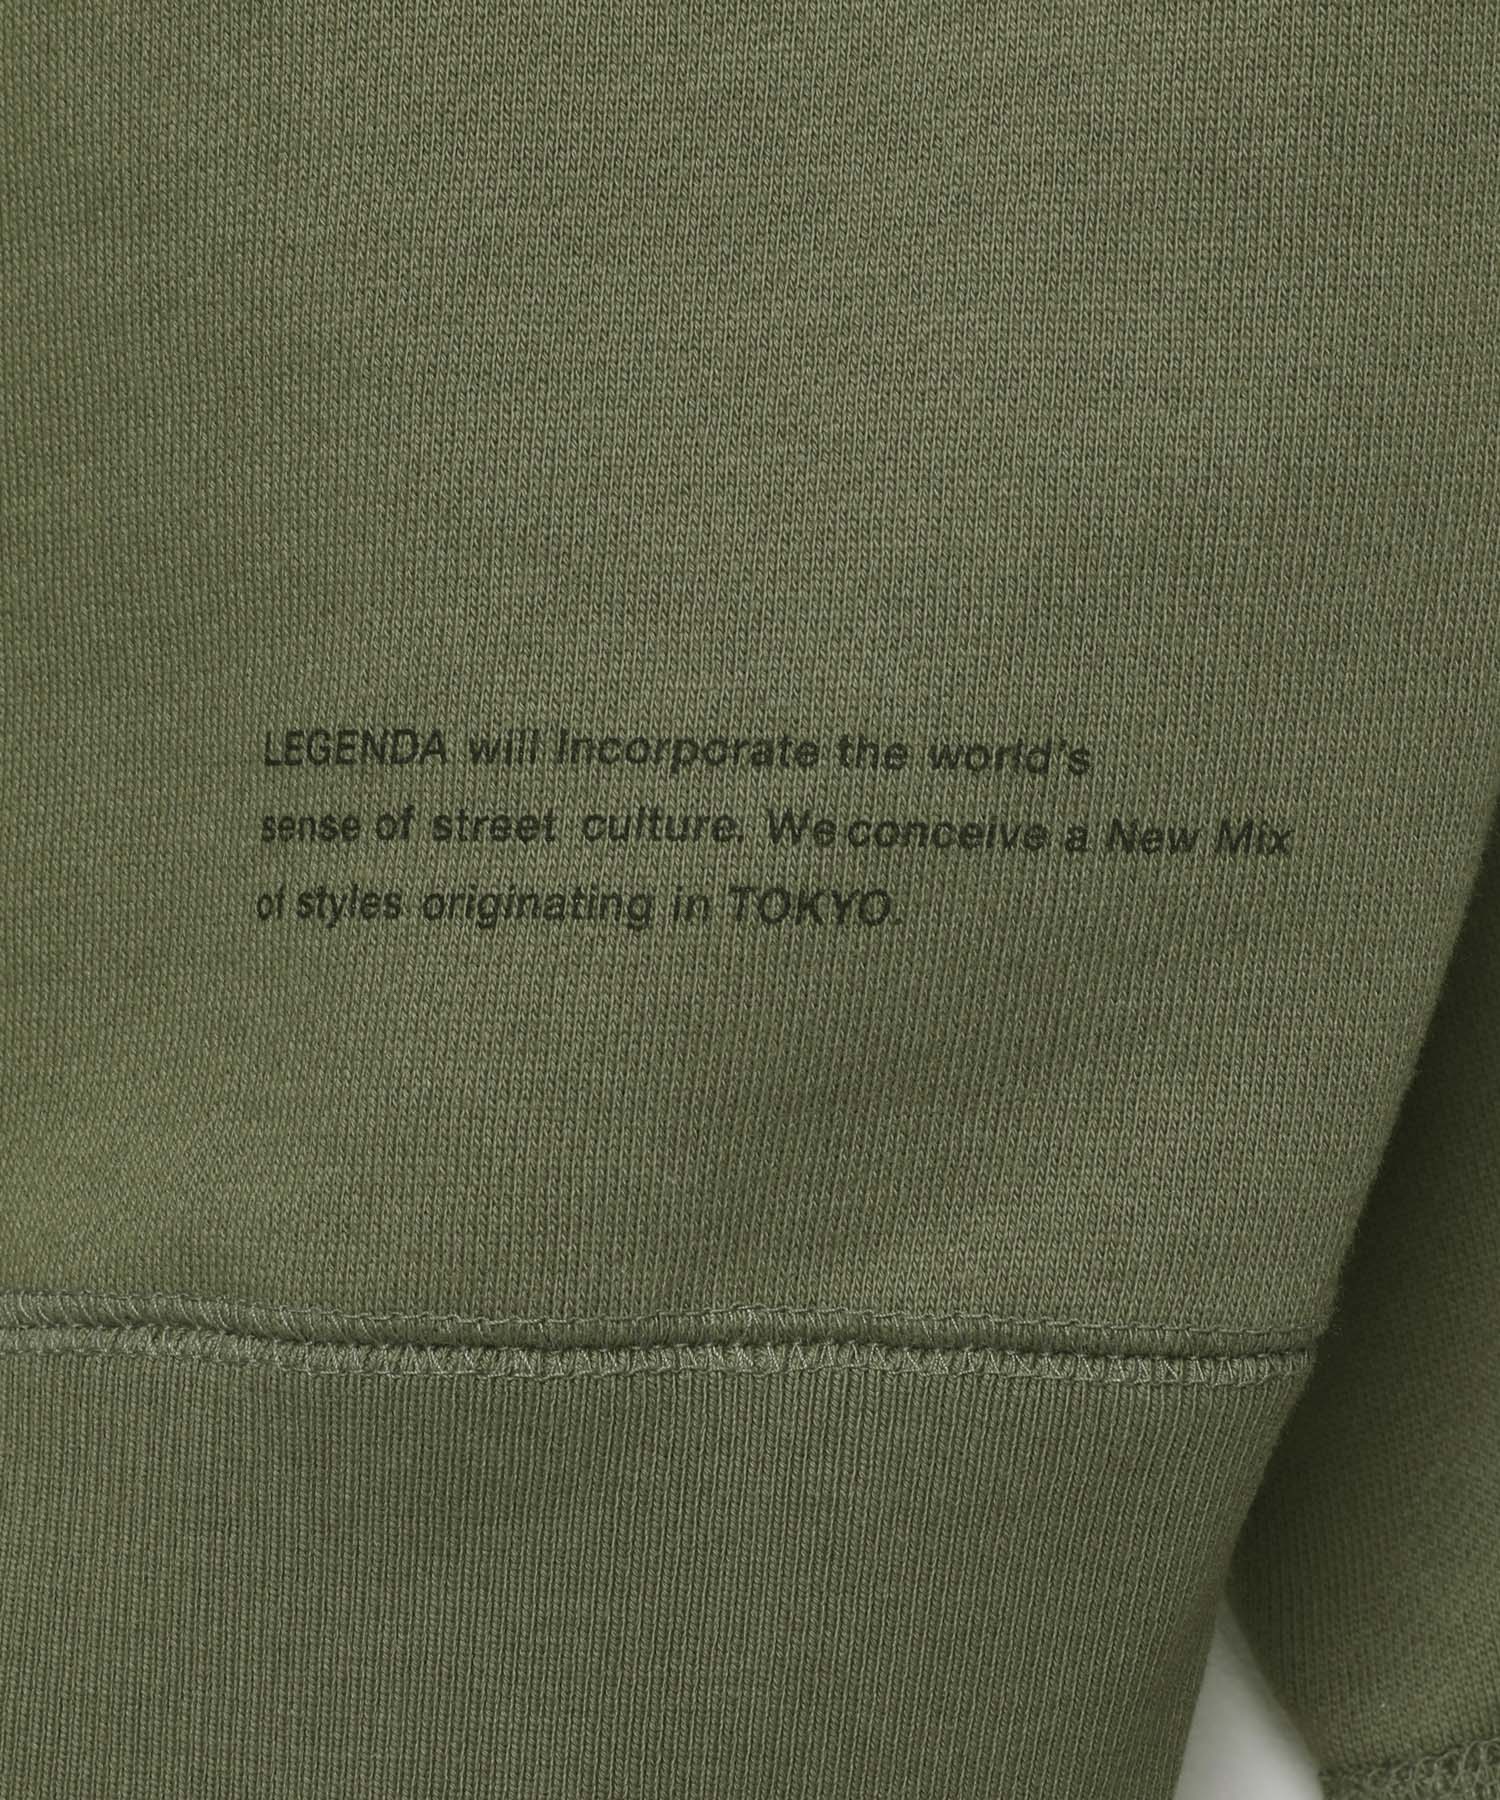 LEGENDA will Incorporate the world's
sense of street culture. We conceive a New Mix
of styles originating in TOKYO.